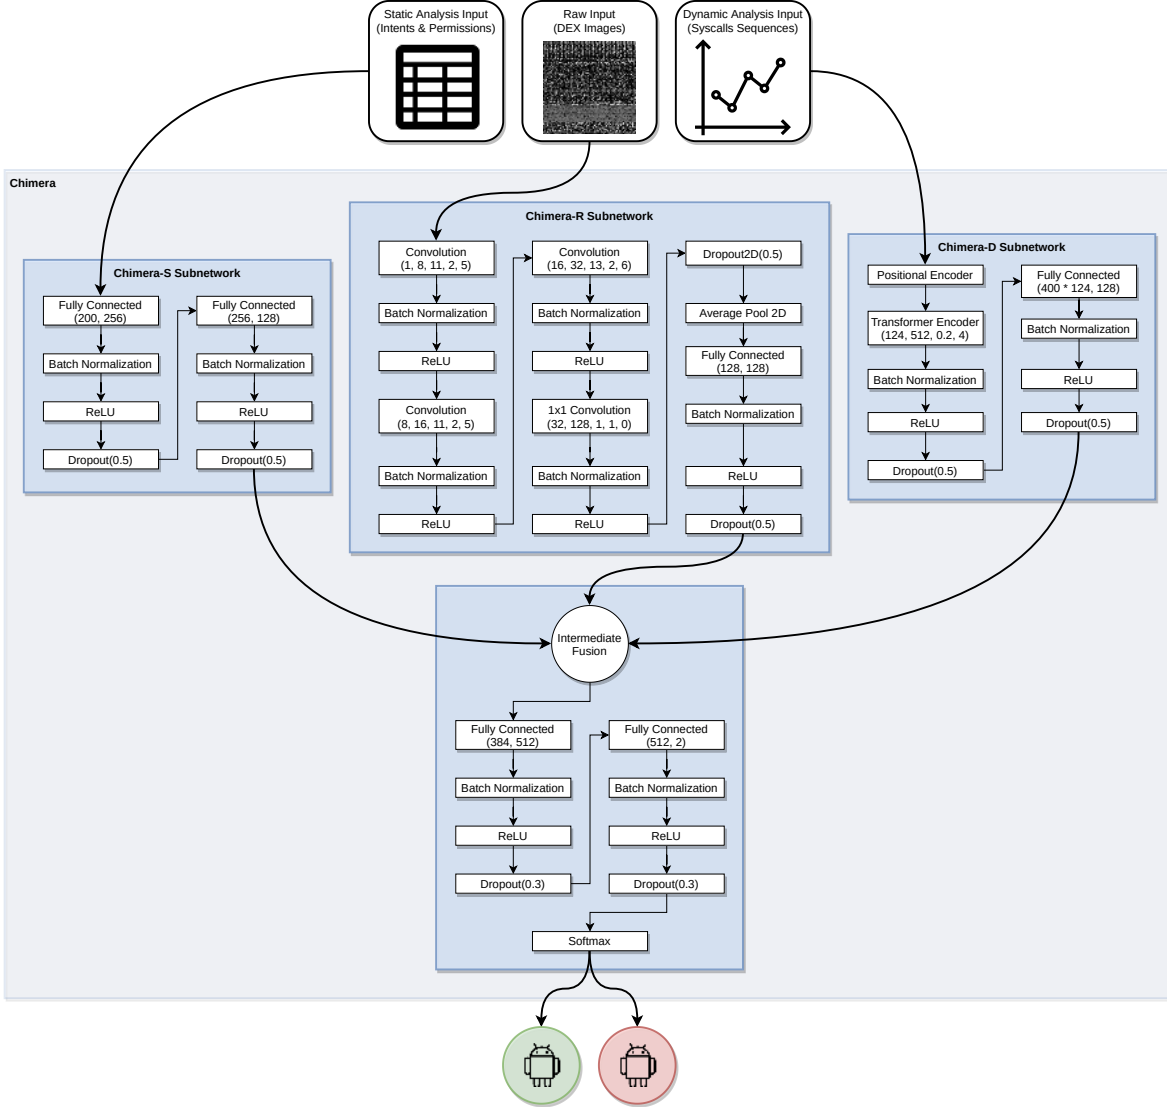 Static Analysis Input
(Intents & Permissions)
Raw Input
(DEX Images)
Dynamic Analysis Input
(Syscalls Sequences)
Chimera
Chimera-S Subnetwork
Fully Connected
(200, 256)
Batch Normalization
ReLU
Dropout(0.5)
Fully Connected
(256, 128)
Batch Normalization
ReLU
Dropout(0.5)
Chimera-R Subnetwork
Convolution
(1, 8, 11, 2, 5)
Batch Normalization
ReLU
Convolution
(8, 16, 11, 2, 5)
Batch Normalization
ReLU
Convolution
(16, 32, 13, 2, 6)
Batch Normalization
ReLU
1x1 Convolution
(32, 128, 1, 1, 0)
Batch Normalization
ReLU
Dropout2D(0.5)
Average Pool 2D
Fully Connected
(128, 128)
Batch Normalization
ReLU
Dropout(0.5)
Chimera-D Subnetwork
Positional Encoder
Transformer Encoder
(124, 512, 0.2, 4)
Batch Normalization
ReLU
Dropout(0.5)
Fully Connected
(400 * 124, 128)
Batch Normalization
ReLU
Dropout(0.5)
Intermediate
Fusion
Fully Connected
(384, 512)
Batch Normalization
ReLU
Dropout(0.3)
Fully Connected
(512, 2)
Batch Normalization
ReLU
Dropout(0.3)
Softmax